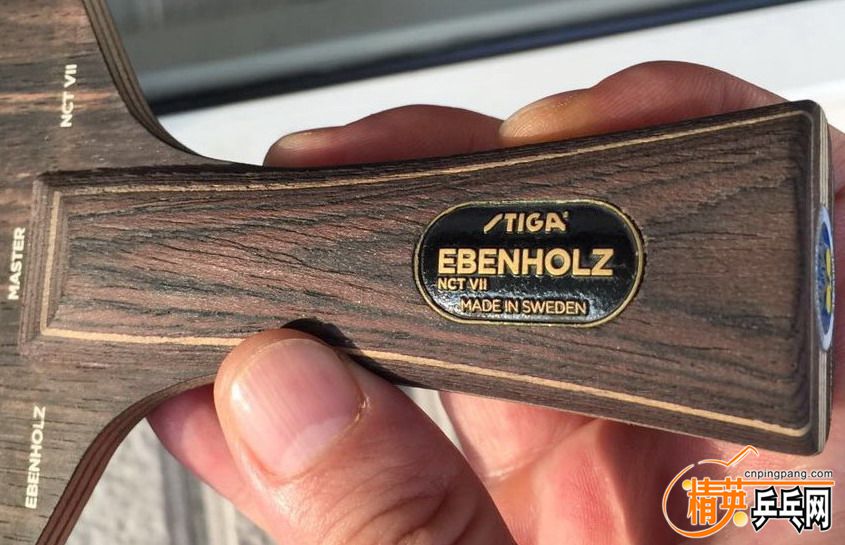 NCT VII
MASTER
EBENHOLZ
STIGA
EBENHOLZ
NCT VII
MADE IN SWEDEN
cnpingpang.com
精英乒乓网